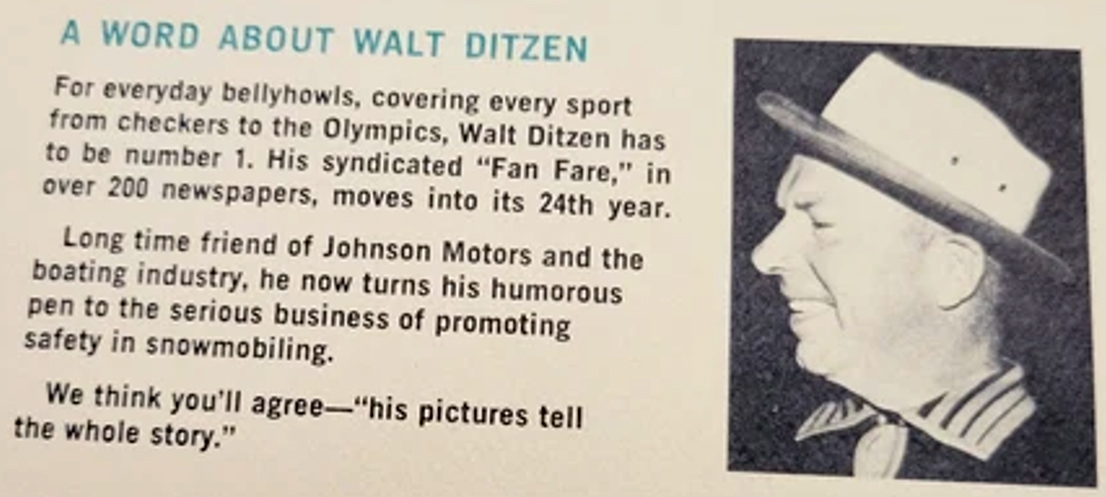 A WORD ABOUT WALT DITZEN
For everyday bellyhowls, covering every sport
from checkers to the Olympics, Walt Ditzen has
to be number 1. His syndicated “Fan Fare,” in
over 200 newspapers, moves into its 24th year.
Long time friend of Johnson Motors and the
boating industry, he now turns his humorous
pen to the serious business of promoting
safety in snowmobiling.
We think you’ll agree—“his pictures tell
the whole story.”